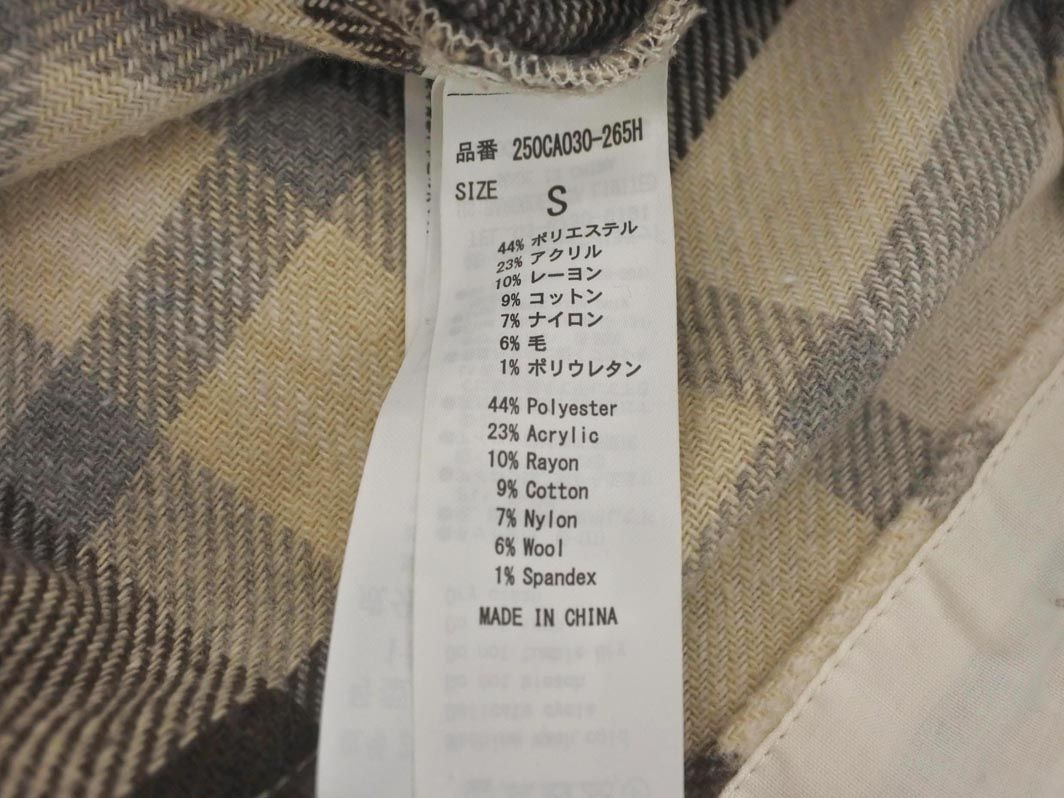 品番 250CA030-265H
SIZE S
44% ポリエステル
23% アクリル
10% レーヨン
9% コットン
7% ナイロン
6% 毛
1% ポリウレタン
44% Polyester
23% Acrylic
10% Rayon
9% Cotton
7% Nylon
6% Wool
1% Spandex
MADE IN CHINA